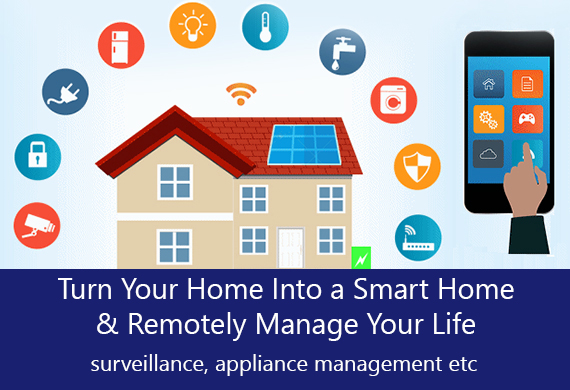 Turn Your Home Into a Smart Home
& Remotely Manage Your Life
surveillance, appliance management etc